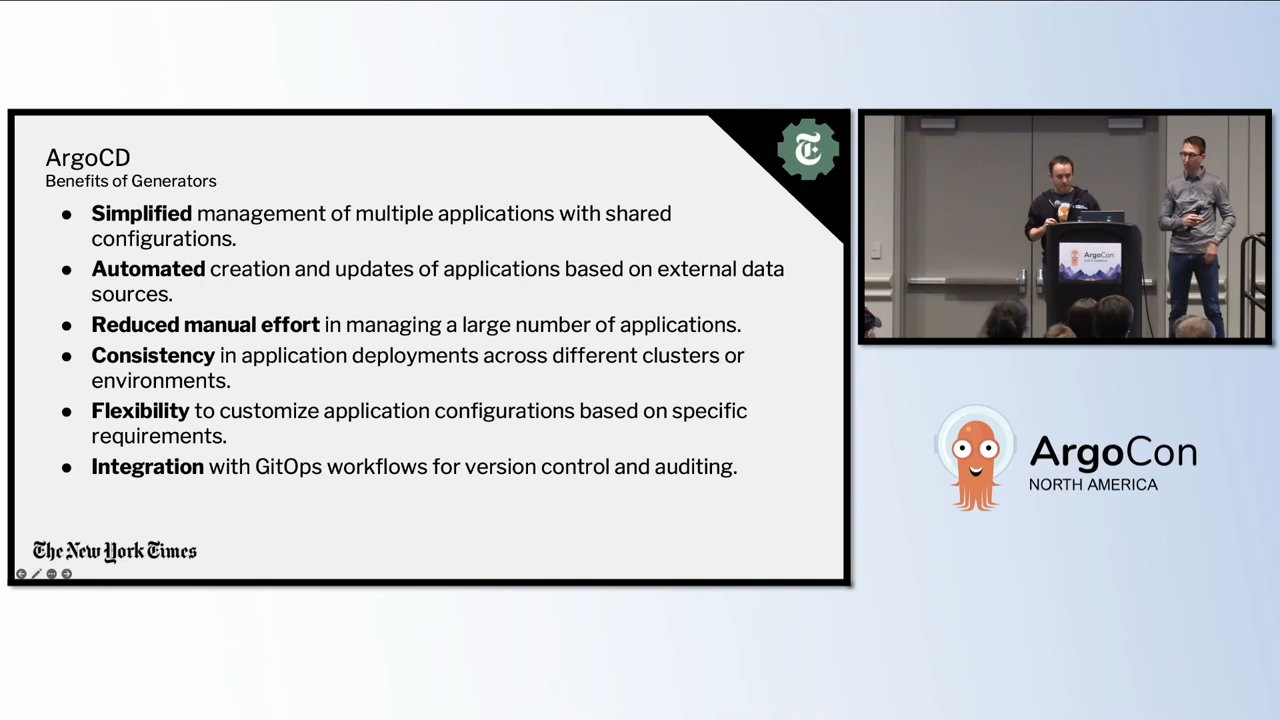 ArgoCD
Benefits of Generators
● Simplified management of multiple applications with shared
configurations.
● Automated creation and updates of applications based on external data
sources.
● Reduced manual effort in managing a large number of applications.
● Consistency in application deployments across different clusters or
environments.
● Flexibility to customize application configurations based on specific
requirements.
● Integration with GitOps workflows for version control and auditing.
The New York Times
T
ArgoCon
NORTH AMERICA
ArgoCon
NORTH AMERICA